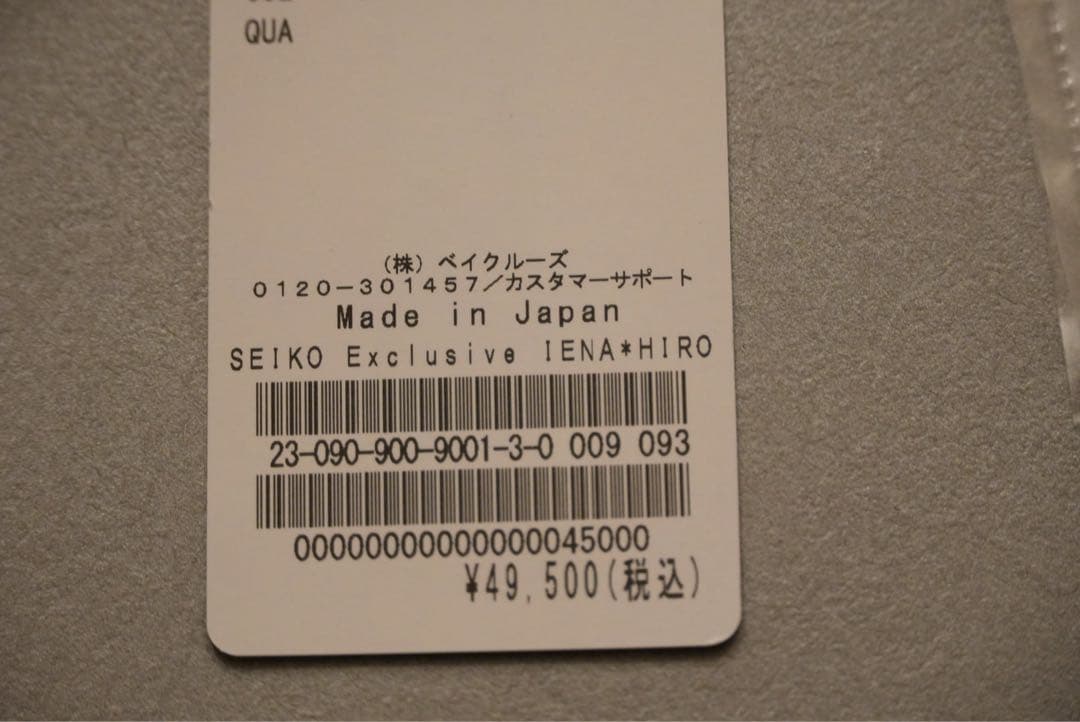 QUA
(株)ベイクルーズ
0120-301457/カスタマーサポート
Made in Japan
SEIKO Exclusive IENA*HIRO
23-090-900-9001-3-0 009 093
00000000000000045000
¥49,500(税込)